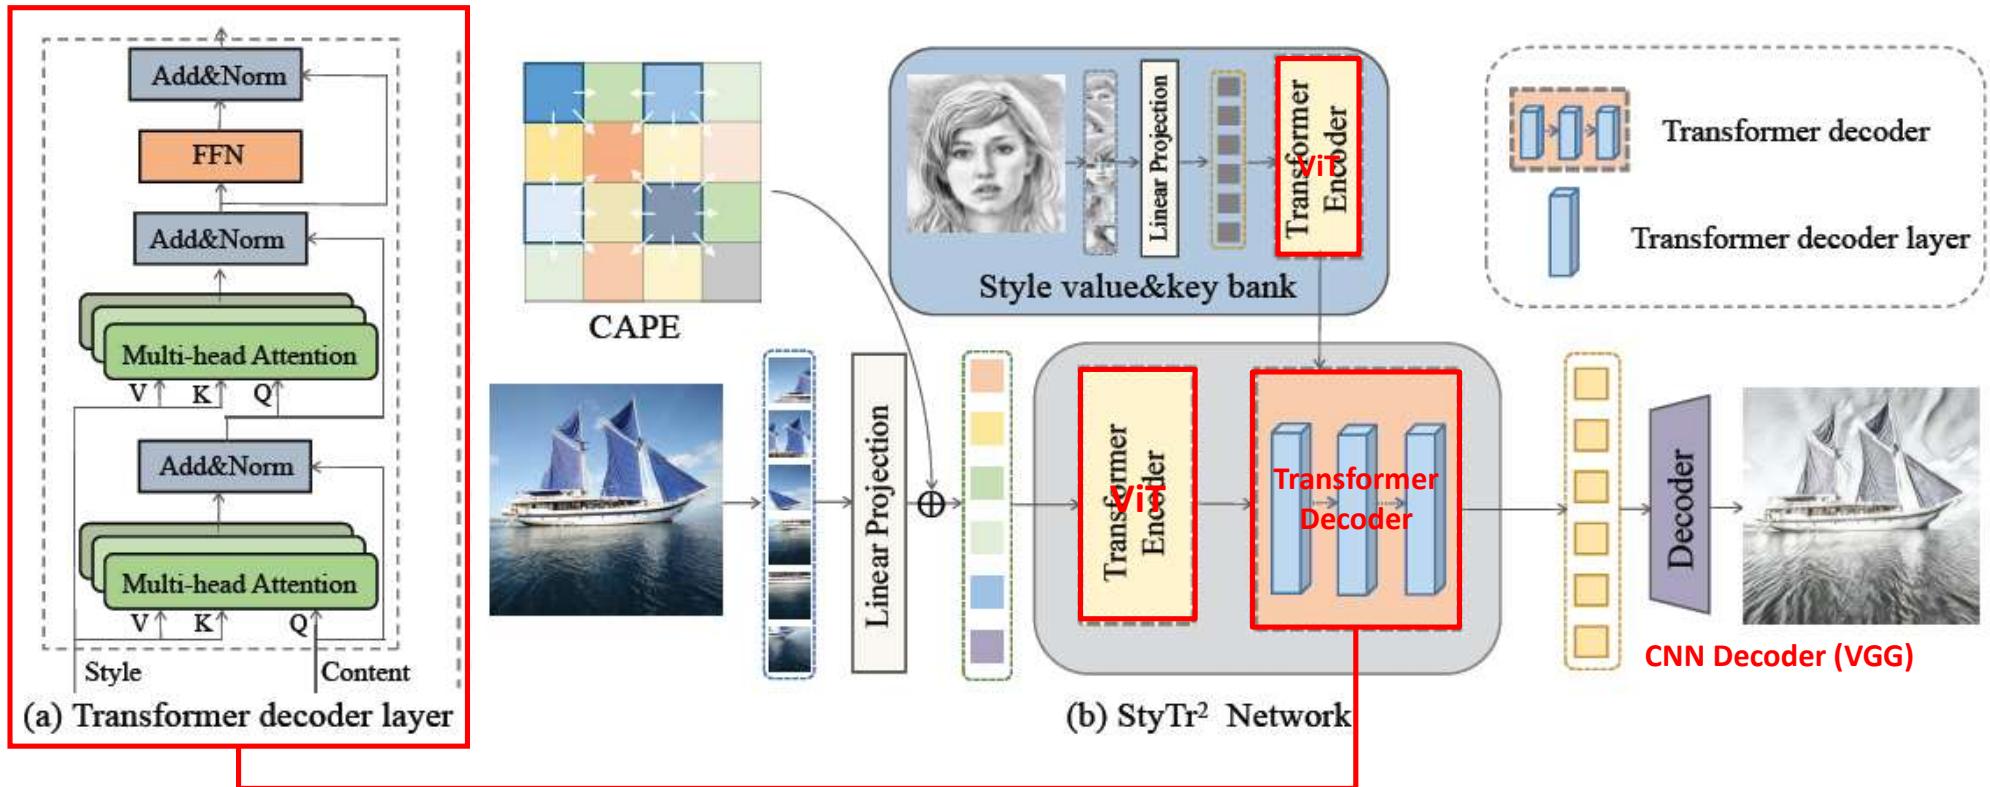 Add&Norm
FFN
Add&Norm
Multi-head Attention
V K Q
Add&Norm
Multi-head Attention
V K Q
Style Content
(a) Transformer decoder layer
CAPE
Linear Projection
Transformer
Encoder
ViT
Style value&key bank
Linear Projection
Transformer
Encoder
ViT
Transformer
Decoder
Decoder
CNN Decoder (VGG)
(b) StyTr² Network
Transformer decoder
Transformer decoder layer